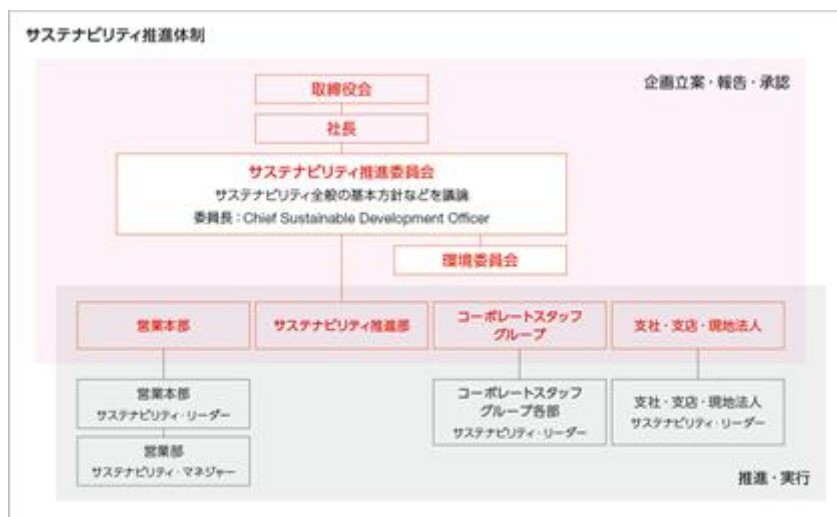 サステナビリティ推進体制
企画立案・報告・承認
取締役会
社長
サステナビリティ推進委員会
サステナビリティ全般の基本方針などを議論
委員長：Chief Sustainable Development Officer
環境委員会
営業本部
サステナビリティ推進部
コーポレートスタッフ
グループ
支社・支店・現地法人
営業本部
サステナビリティ・リーダー
営業部
サステナビリティ・マネジャー
コーポレートスタッフ
グループ各部
サステナビリティ・リーダー
支社・支店・現地法人
サステナビリティ・リーダー
推進・実行